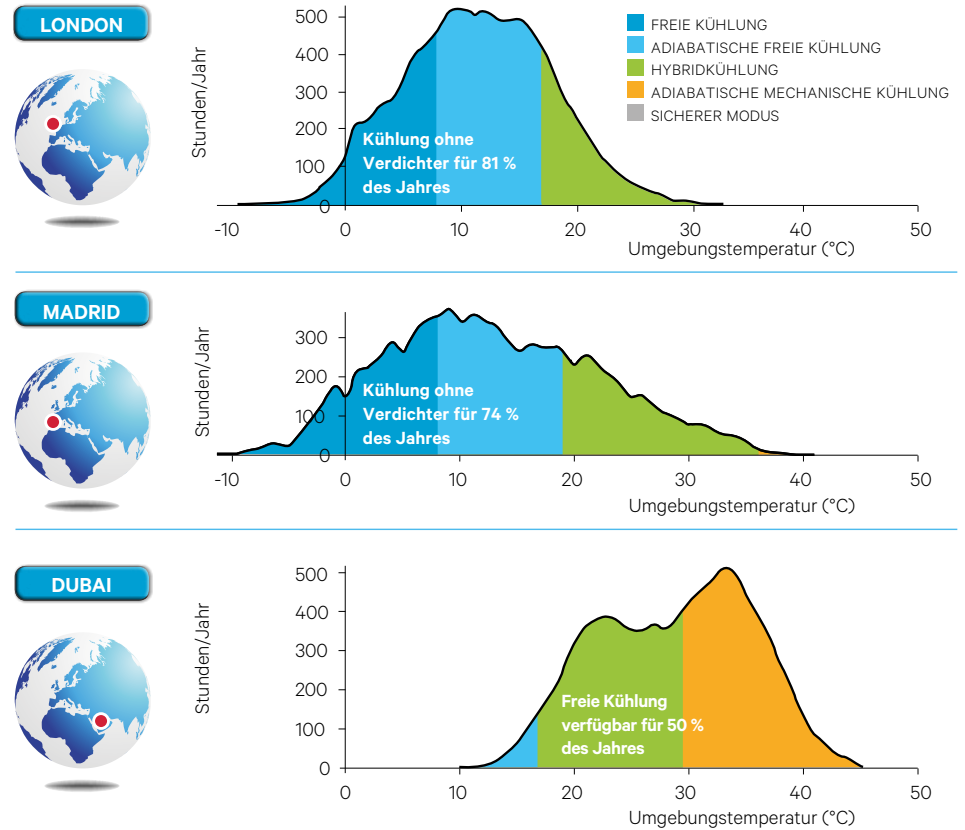 LONDON
Stunden/Jahr
500
400
300
200
100
0
-10 0 10 20 30 40 50
Umgebungstemperatur (°C)
Kühlung ohne
Verdichter für 81 %
des Jahres
FREIE KÜHLUNG
ADIABATISCHE FREIE KÜHLUNG
HYBRIDKÜHLUNG
ADIABATISCHE MECHANISCHE KÜHLUNG
SICHERER MODUS
MADRID
Stunden/Jahr
300
200
100
0
Kühlung ohne
Verdichter für 74 %
des Jahres
-10 0 10 20 30 40 50
Umgebungstemperatur (°C)
DUBAI
Stunden/Jahr
500
400
300
200
100
0
Freie Kühlung
verfügbar für 50 %
des Jahres
0 10 20 30 40 50
Umgebungstemperatur (°C)